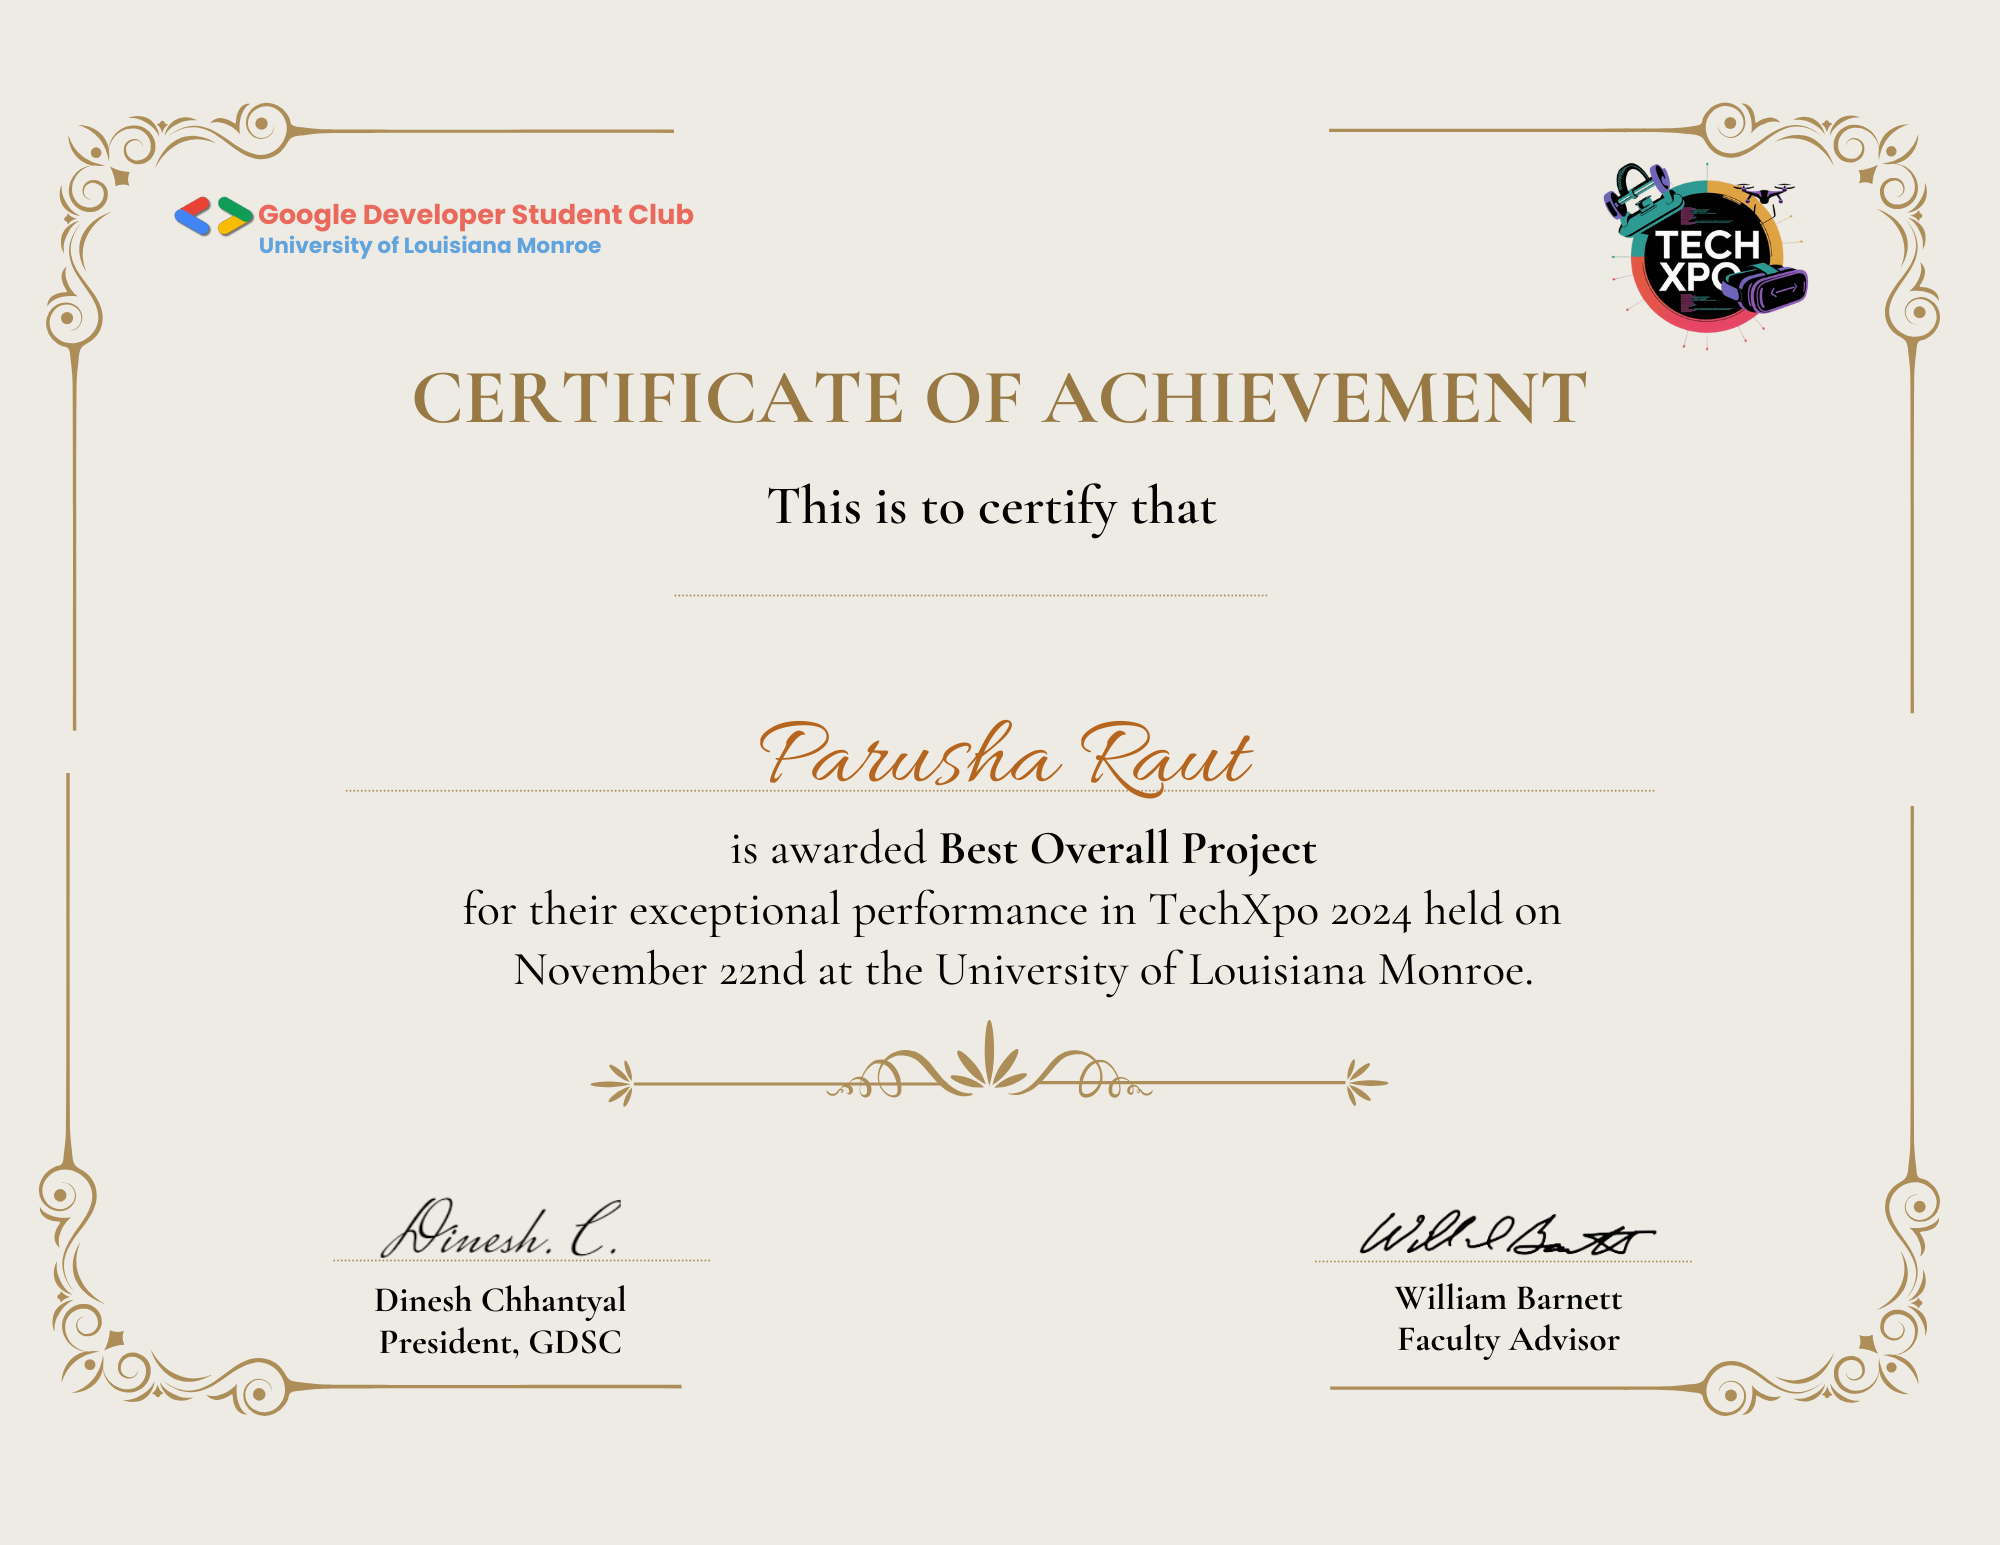 Google Developer Student Club
University of Louisiana Monroe
TECH
XPO
CERTIFICATE OF ACHIEVEMENT
This is to certify that
Parusha Raut
is awarded Best Overall Project
for their exceptional performance in TechXpo 2024 held on
November 22nd at the University of Louisiana Monroe.
Dinesh. C.
Dinesh Chhantyal
President, GDSC
William Barnett
Faculty Advisor